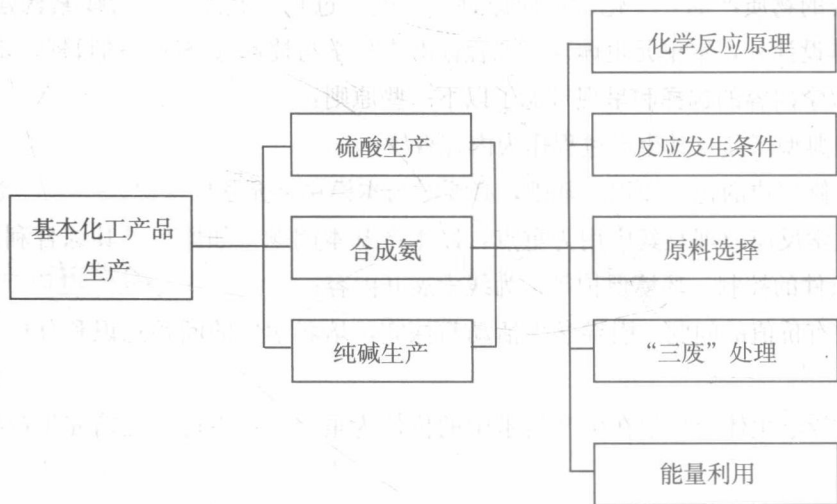 基本化工产品
生产
硫酸生产
合成氨
纯碱生产
化学反应原理
反应发生条件
原料选择
“三废”处理
能量利用